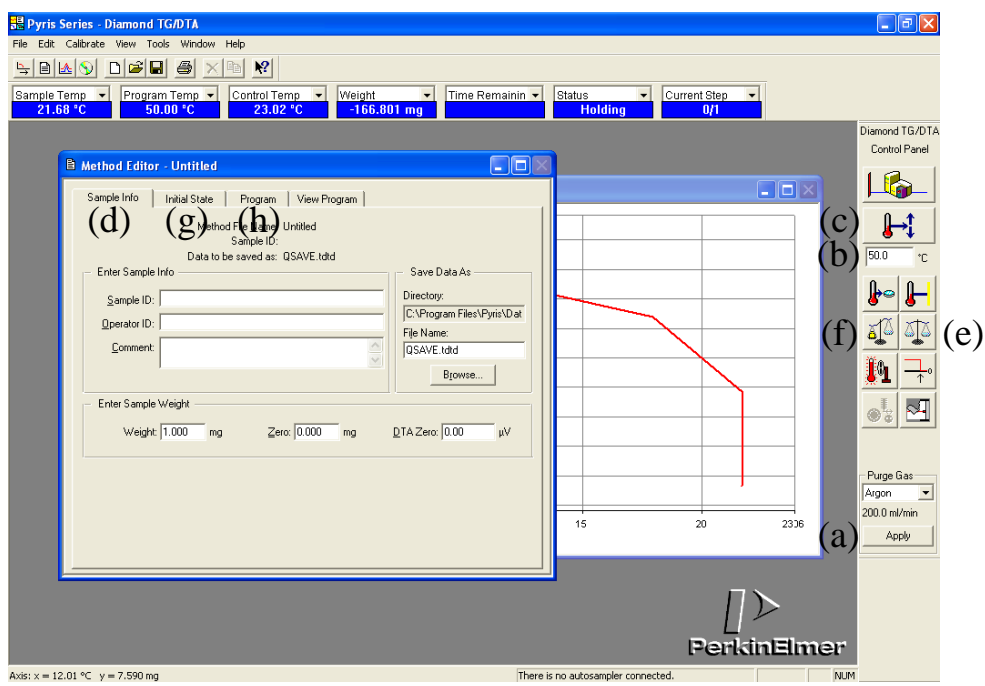 Pyris Series - Diamond TG/DTA
File Edit Calibrate View Tools Window Help
Sample Temp Program Temp Control Temp Weight Time Remainin Status Current Step
21.68 °C 50.00 °C 23.02 °C -166.801 mg Holding 0/1
Diamond TG/DTA
Control Panel
Method Editor - Untitled
Sample Info Initial State Program View Program
(d) (g) (h)
Method File Name: Untitled
Sample ID:
Data to be saved as: QSAVE.tdtd
(c)
(b) 50.0 °C
Enter Sample Info
Sample ID:
Operator ID:
Comment:
Save Data As
Directory:
C:\Program Files\Pyris\Dat
File Name:
QSAVE.tdtd
Browse...
(f) (e)
Enter Sample Weight
Weight: 1.000 mg Zero: 0.000 mg DTA Zero: 0.00 µV
15 20 2336
Purge Gas
Argon
200.0 ml/min
(a) Apply
PerkinElmer
Axis: x = 12.01 °C y = 7.590 mg There is no autosampler connected. NUM